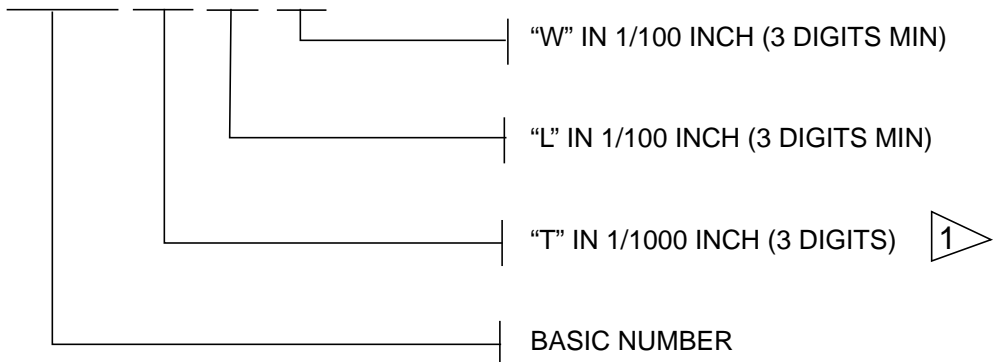 “W” IN 1/100 INCH (3 DIGITS MIN)
“L” IN 1/100 INCH (3 DIGITS MIN)
“T” IN 1/1000 INCH (3 DIGITS) 1
BASIC NUMBER